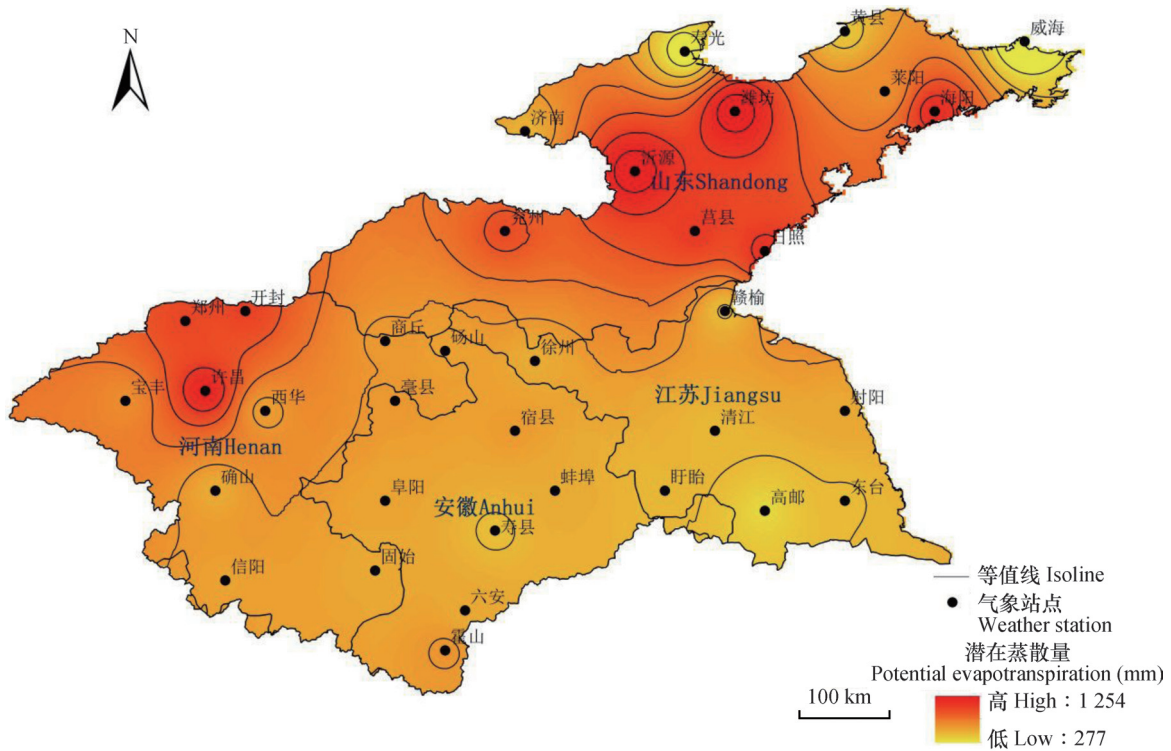 N
黄县
威海
寿光
莱阳
潍坊
海阳
济南
沂源
山东Shandong
兖州
莒县
日照
赣榆
开封
郑州
商丘
砀山
徐州
许昌
宝丰
西华
亳县
江苏Jiangsu
射阳
宿县
清江
河南Henan
确山
阜阳
蚌埠
盱眙
高邮
东台
安徽Anhui
寿县
信阳
固始
六安
霍山
等值线 Isoline
气象站点
Weather station
潜在蒸散量
Potential evapotranspiration (mm)
100 km
高 High：1 254
低 Low：277